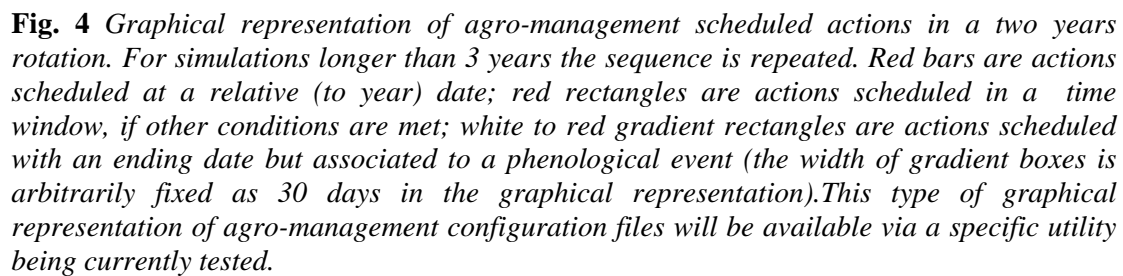 Fig. 4 Graphical representation of agro-management scheduled actions in a two years
rotation. For simulations longer than 3 years the sequence is repeated. Red bars are actions
scheduled at a relative (to year) date; red rectangles are actions scheduled in a time
window, if other conditions are met; white to red gradient rectangles are actions scheduled
with an ending date but associated to a phenological event (the width of gradient boxes is
arbitrarily fixed as 30 days in the graphical representation).This type of graphical
representation of agro-management configuration files will be available via a specific utility
being currently tested.